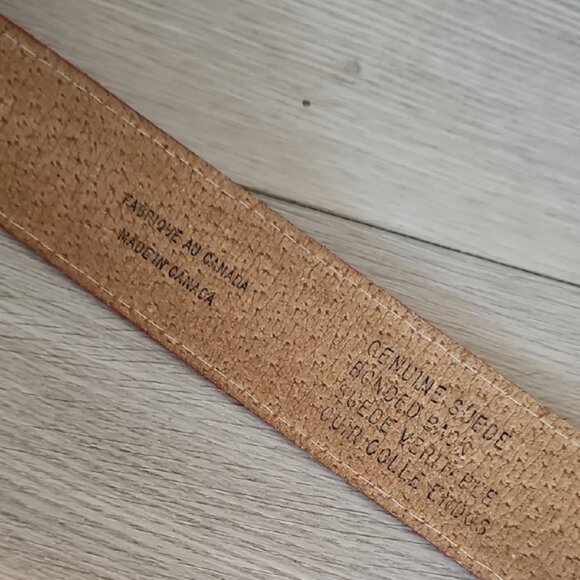 FABRIQUE AU CANADA
MADE IN CANADA
GENUINE SUEDE
BONDED BACK
SUEDE VERITABLE
CUIR COLLE ENDOS